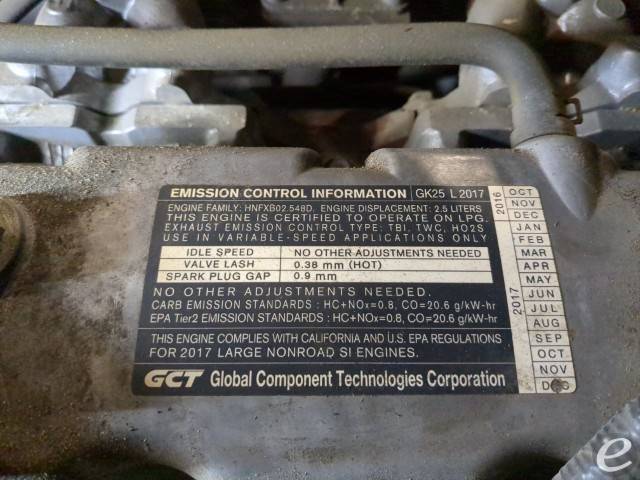 EMISSION CONTROL INFORMATION GK25 L 2017
ENGINE FAMILY: HNFXB02.548D. ENGINE DISPLACEMENT: 2.5 LITERS
THIS ENGINE IS CERTIFIED TO OPERATE ON LPG.
EXHAUST EMISSION CONTROL TYPE: TBI, TWC, HO2S
USE IN VARIABLE-SPEED APPLICATIONS ONLY
IDLE SPEED NO OTHER ADJUSTMENTS NEEDED
VALVE LASH 0.38 mm (HOT)
SPARK PLUG GAP 0.9 mm
NO OTHER ADJUSTMENTS NEEDED.
CARB EMISSION STANDARDS : HC+NOx=0.8, CO=20.6 g/kW-hr
EPA Tier2 EMISSION STANDARDS : HC+NOx=0.8, CO=20.6 g/kW-hr
THIS ENGINE COMPLIES WITH CALIFORNIA AND U.S. EPA REGULATIONS
FOR 2017 LARGE NONROAD SI ENGINES.
GCT Global Component Technologies Corporation
2016
OCT
NOV
DEC
2017
JAN
FEB
MAR
APR
MAY
JUN
JUL
AUG
SEP
OCT
NOV
DEC
e